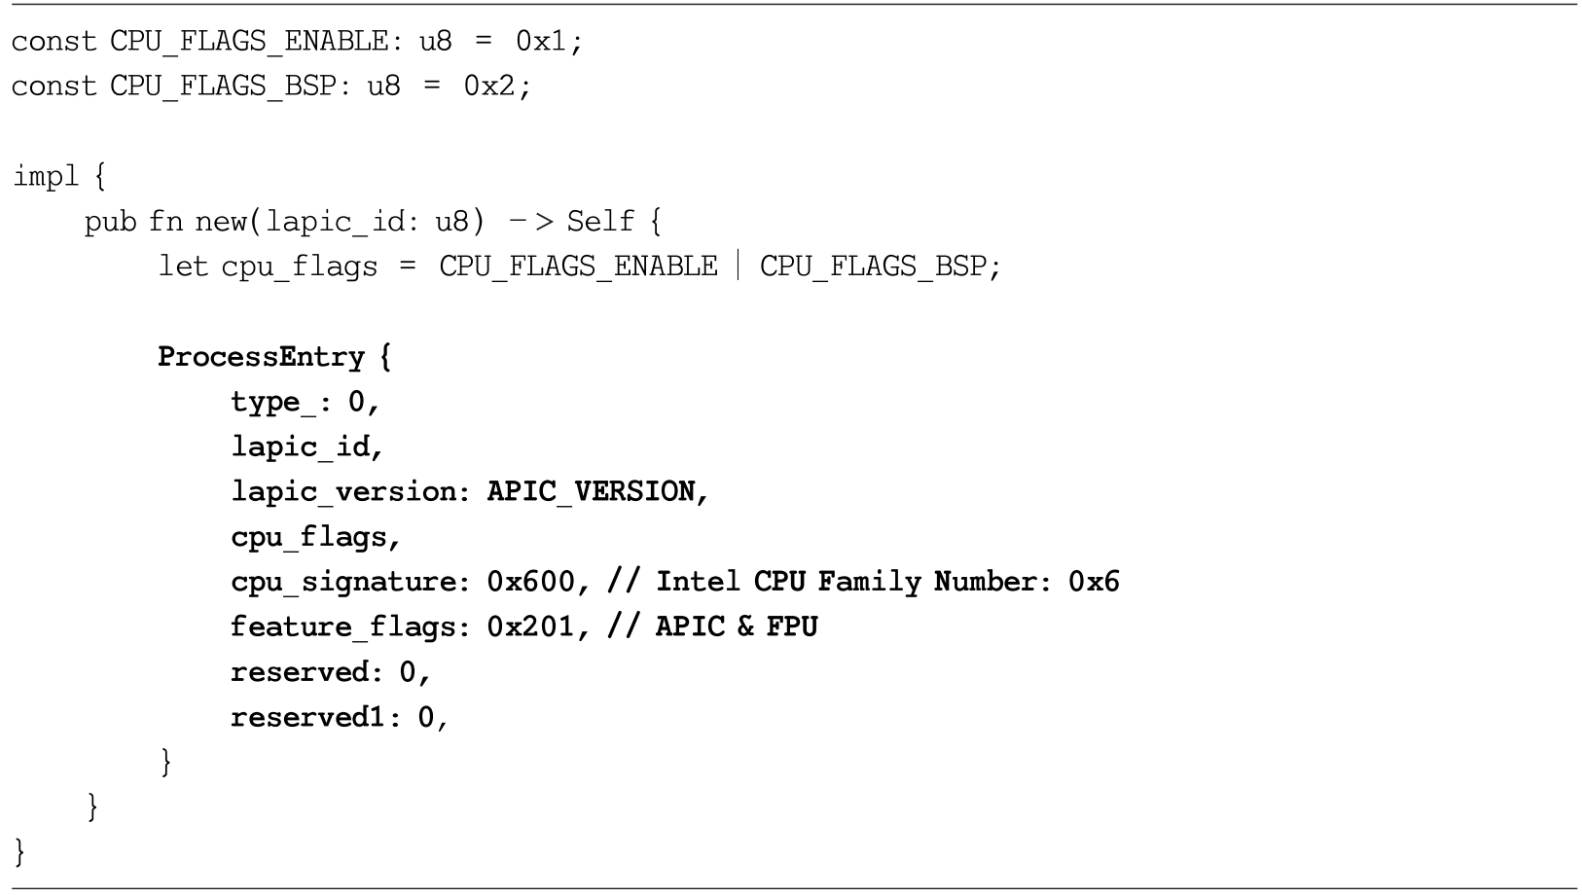 const CPU_FLAGS_ENABLE: u8 = 0x1;
const CPU_FLAGS_BSP: u8 = 0x2;
impl {
pub fn new(lapic_id: u8) -> Self {
let cpu_flags = CPU_FLAGS_ENABLE | CPU_FLAGS_BSP;
ProcessEntry {
type_: 0,
lapic_id,
lapic_version: APIC_VERSION,
cpu_flags,
cpu_signature: 0x600, // Intel CPU Family Number: 0x6
feature_flags: 0x201, // APIC & FPU
reserved: 0,
reserved1: 0,
}
}
}